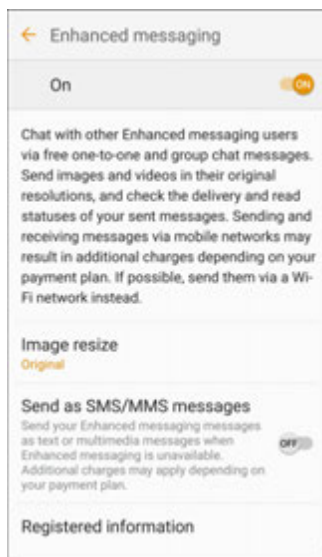 Enhanced messaging
On
ON
Chat with other Enhanced messaging users
via free one-to-one and group chat messages.
Send images and videos in their original
resolutions, and check the delivery and read
statuses of your sent messages. Sending and
receiving messages via mobile networks may
result in additional charges depending on your
payment plan. If possible, send them via a Wi-
Fi network instead.
Image resize
Original
Send as SMS/MMS messages
Send your Enhanced messaging messages
as text or multimedia messages when
Enhanced messaging is unavailable.
Additional charges may apply depending on
your payment plan.
OFF
Registered information